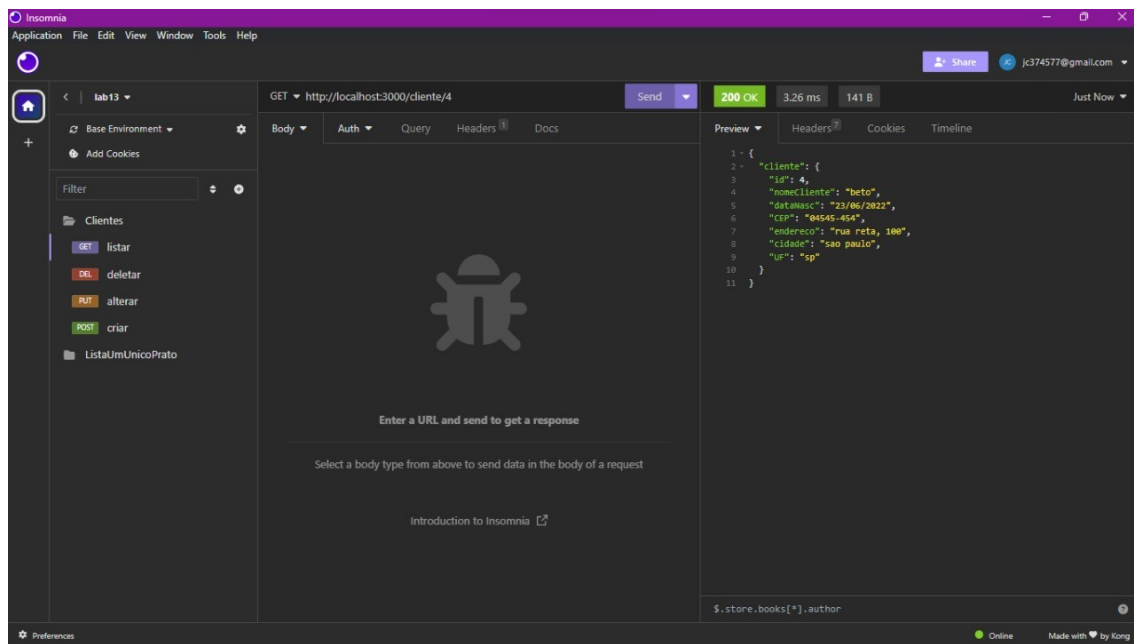 Insomnia
Application File Edit View Window Tools Help
Share JC jc374577@gmail.com
lab13
Base Environment
Add Cookies
Filter
Clientes
GET listar
DEL deletar
PUT alterar
POST criar
ListaUmUnicoPrato
GET http://localhost:3000/cliente/4 Send
Body Auth Query Headers 1 Docs
Enter a URL and send to get a response
Select a body type from above to send data in the body of a request
Introduction to Insomnia
200 OK 3.26 ms 141 B Just Now
Preview Headers 7 Cookies Timeline
1 {
2 "cliente": {
3 "id": 4,
4 "nomeCliente": "beto",
5 "dataNasc": "23/06/2022",
6 "CEP": "04545-454",
7 "endereco": "rua reta, 100",
8 "cidade": "sao paulo",
9 "UF": "sp"
10 }
11 }
$.store.books[*].author
Preferences Online Made with ♥ by Kong